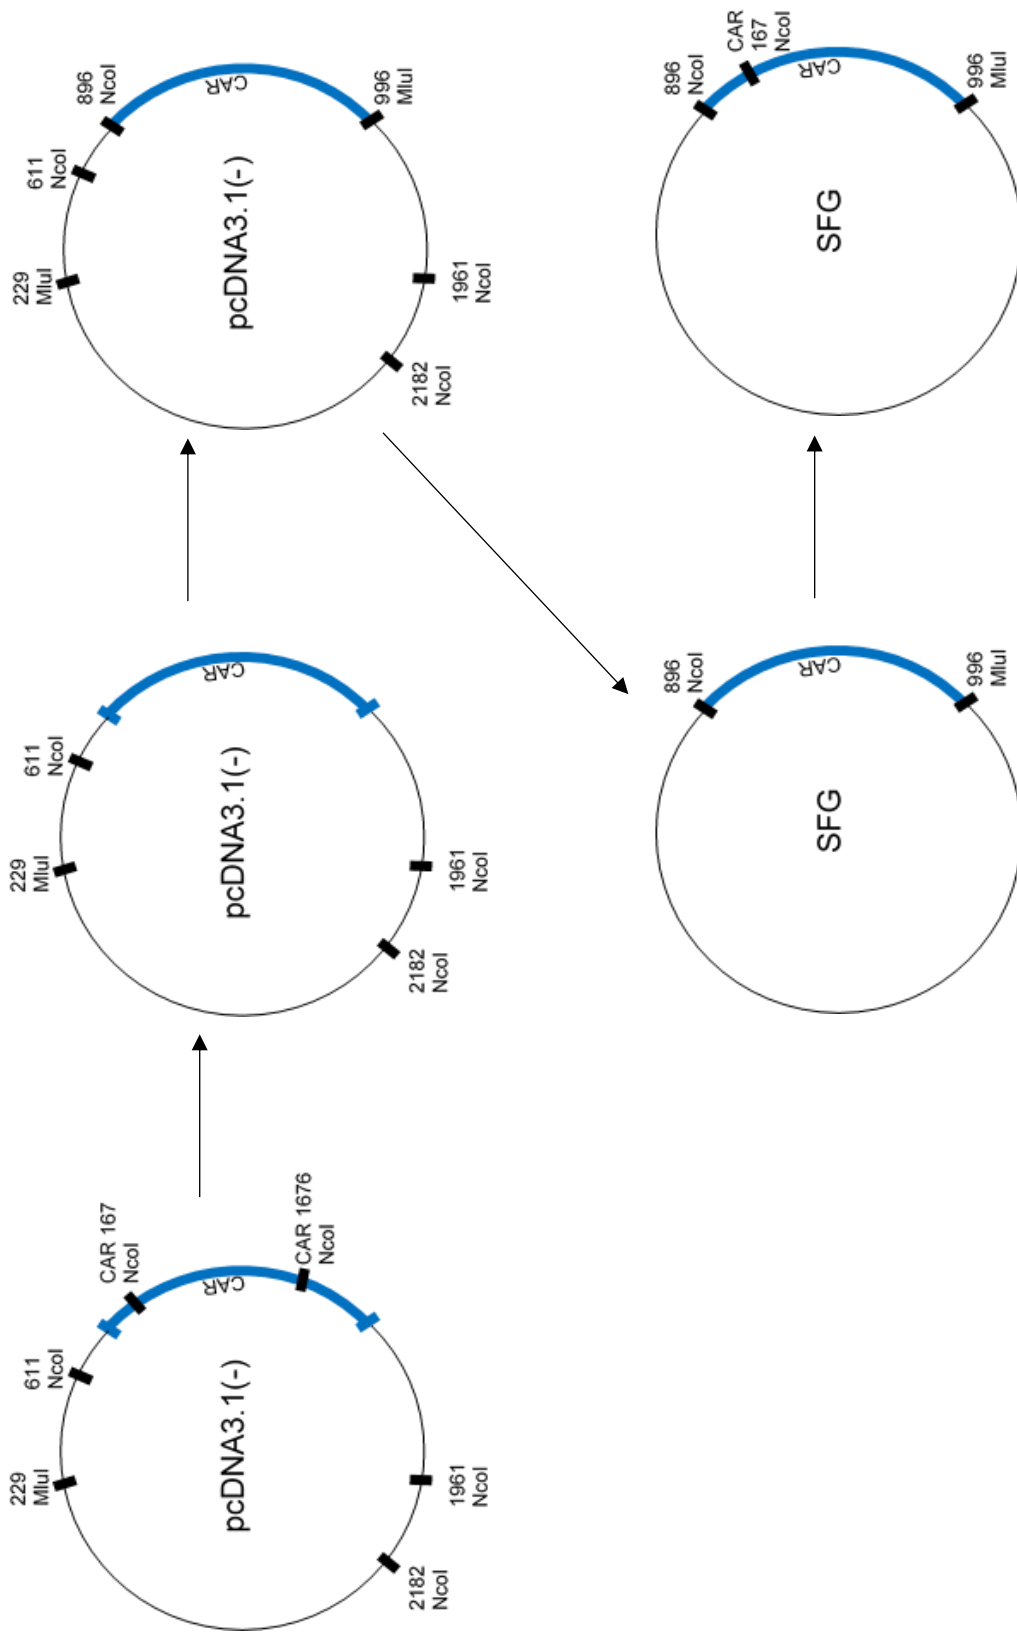 229
MluI
611
NcoI
CAR 167
NcoI
CAR
CAR 1676
NcoI
pcDNA3.1(-)
1961
NcoI
2182
NcoI
229
MluI
611
NcoI
CAR
pcDNA3.1(-)
1961
NcoI
2182
NcoI
229
MluI
611
NcoI
896
NcoI
CAR
996
MluI
pcDNA3.1(-)
1961
NcoI
2182
NcoI
896
NcoI
CAR
996
MluI
SFG
896
NcoI
CAR
167
NcoI
CAR
996
MluI
SFG